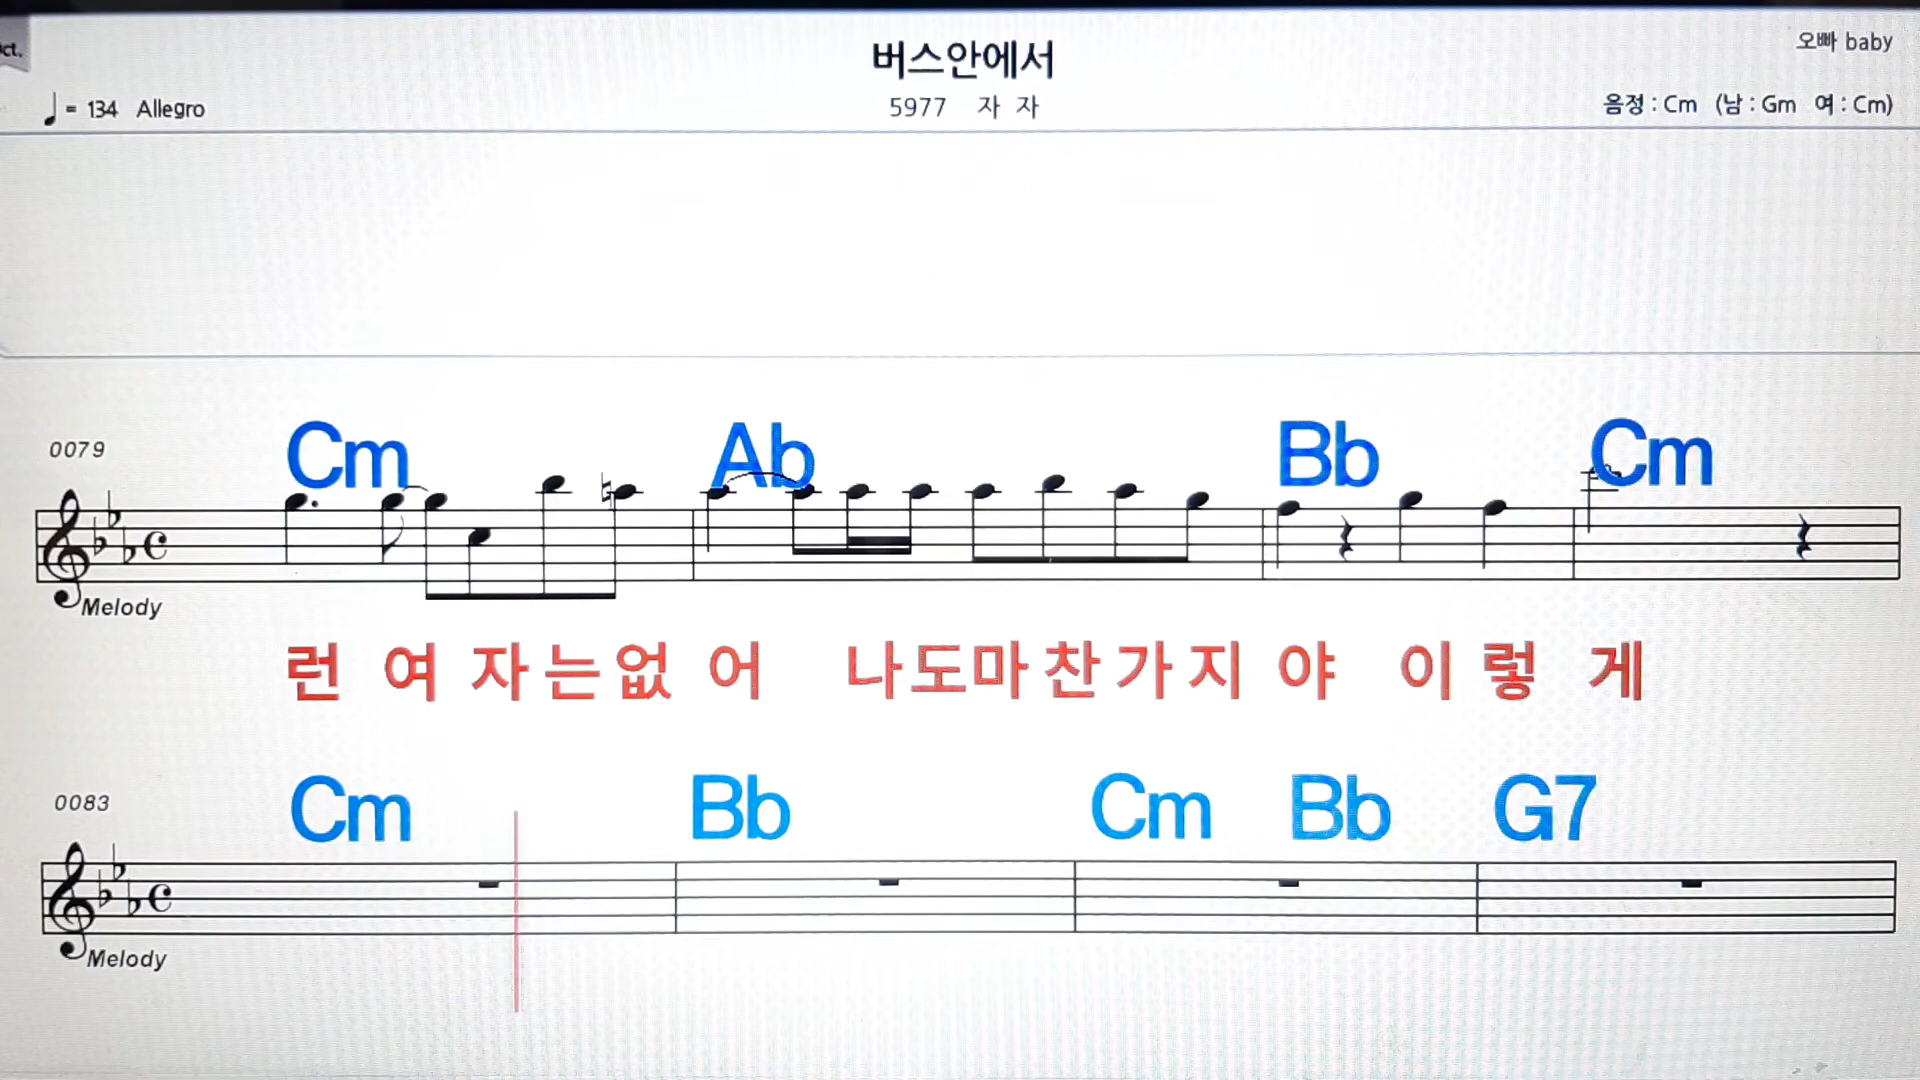 버스안에서
오빠 baby
= 134 Allegro
5977 자 자
음정 : Cm (남 : Gm 여 : Cm)
0079
Cm Ab Bb Cm
Melody
런 여 자 는 없 어 나 도 마 찬 가 지 야 이 렇 게
0083
Cm Bb Cm Bb G7
Melody